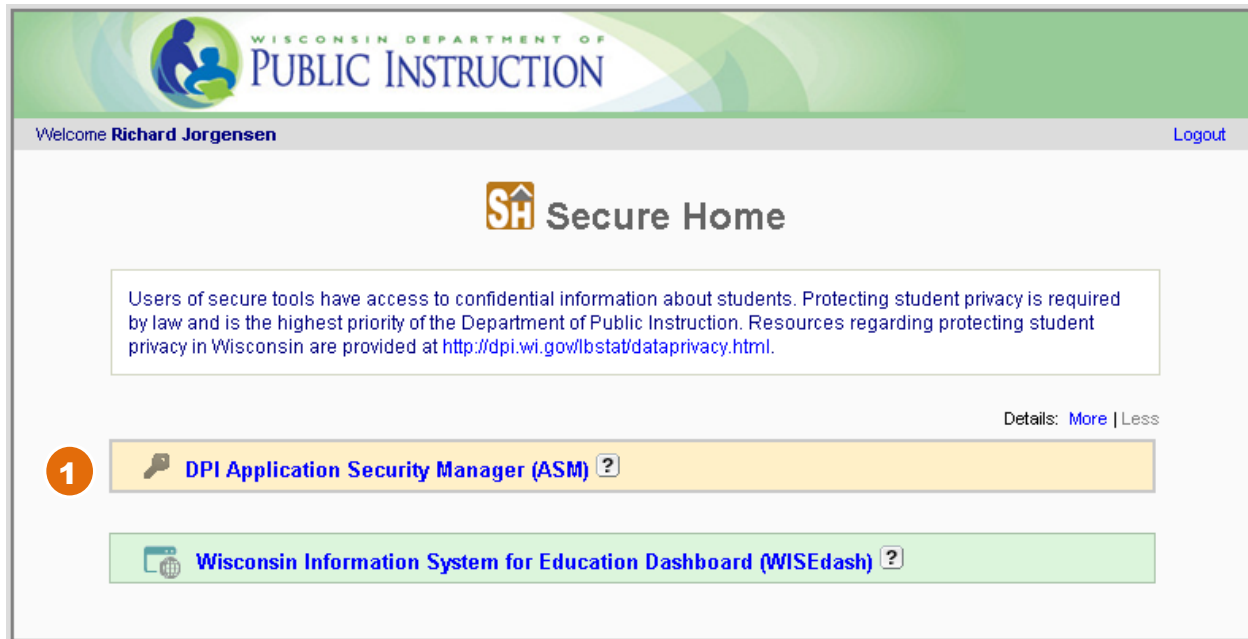 WISCONSIN DEPARTMENT OF
PUBLIC INSTRUCTION
Welcome Richard Jorgensen
Logout
SH Secure Home
Users of secure tools have access to confidential information about students. Protecting student privacy is required
by law and is the highest priority of the Department of Public Instruction. Resources regarding protecting student
privacy in Wisconsin are provided at http://dpi.wi.gov/lbstat/dataprivacy.html.
Details: More | Less
1
DPI Application Security Manager (ASM) ?
Wisconsin Information System for Education Dashboard (WISEdash) ?